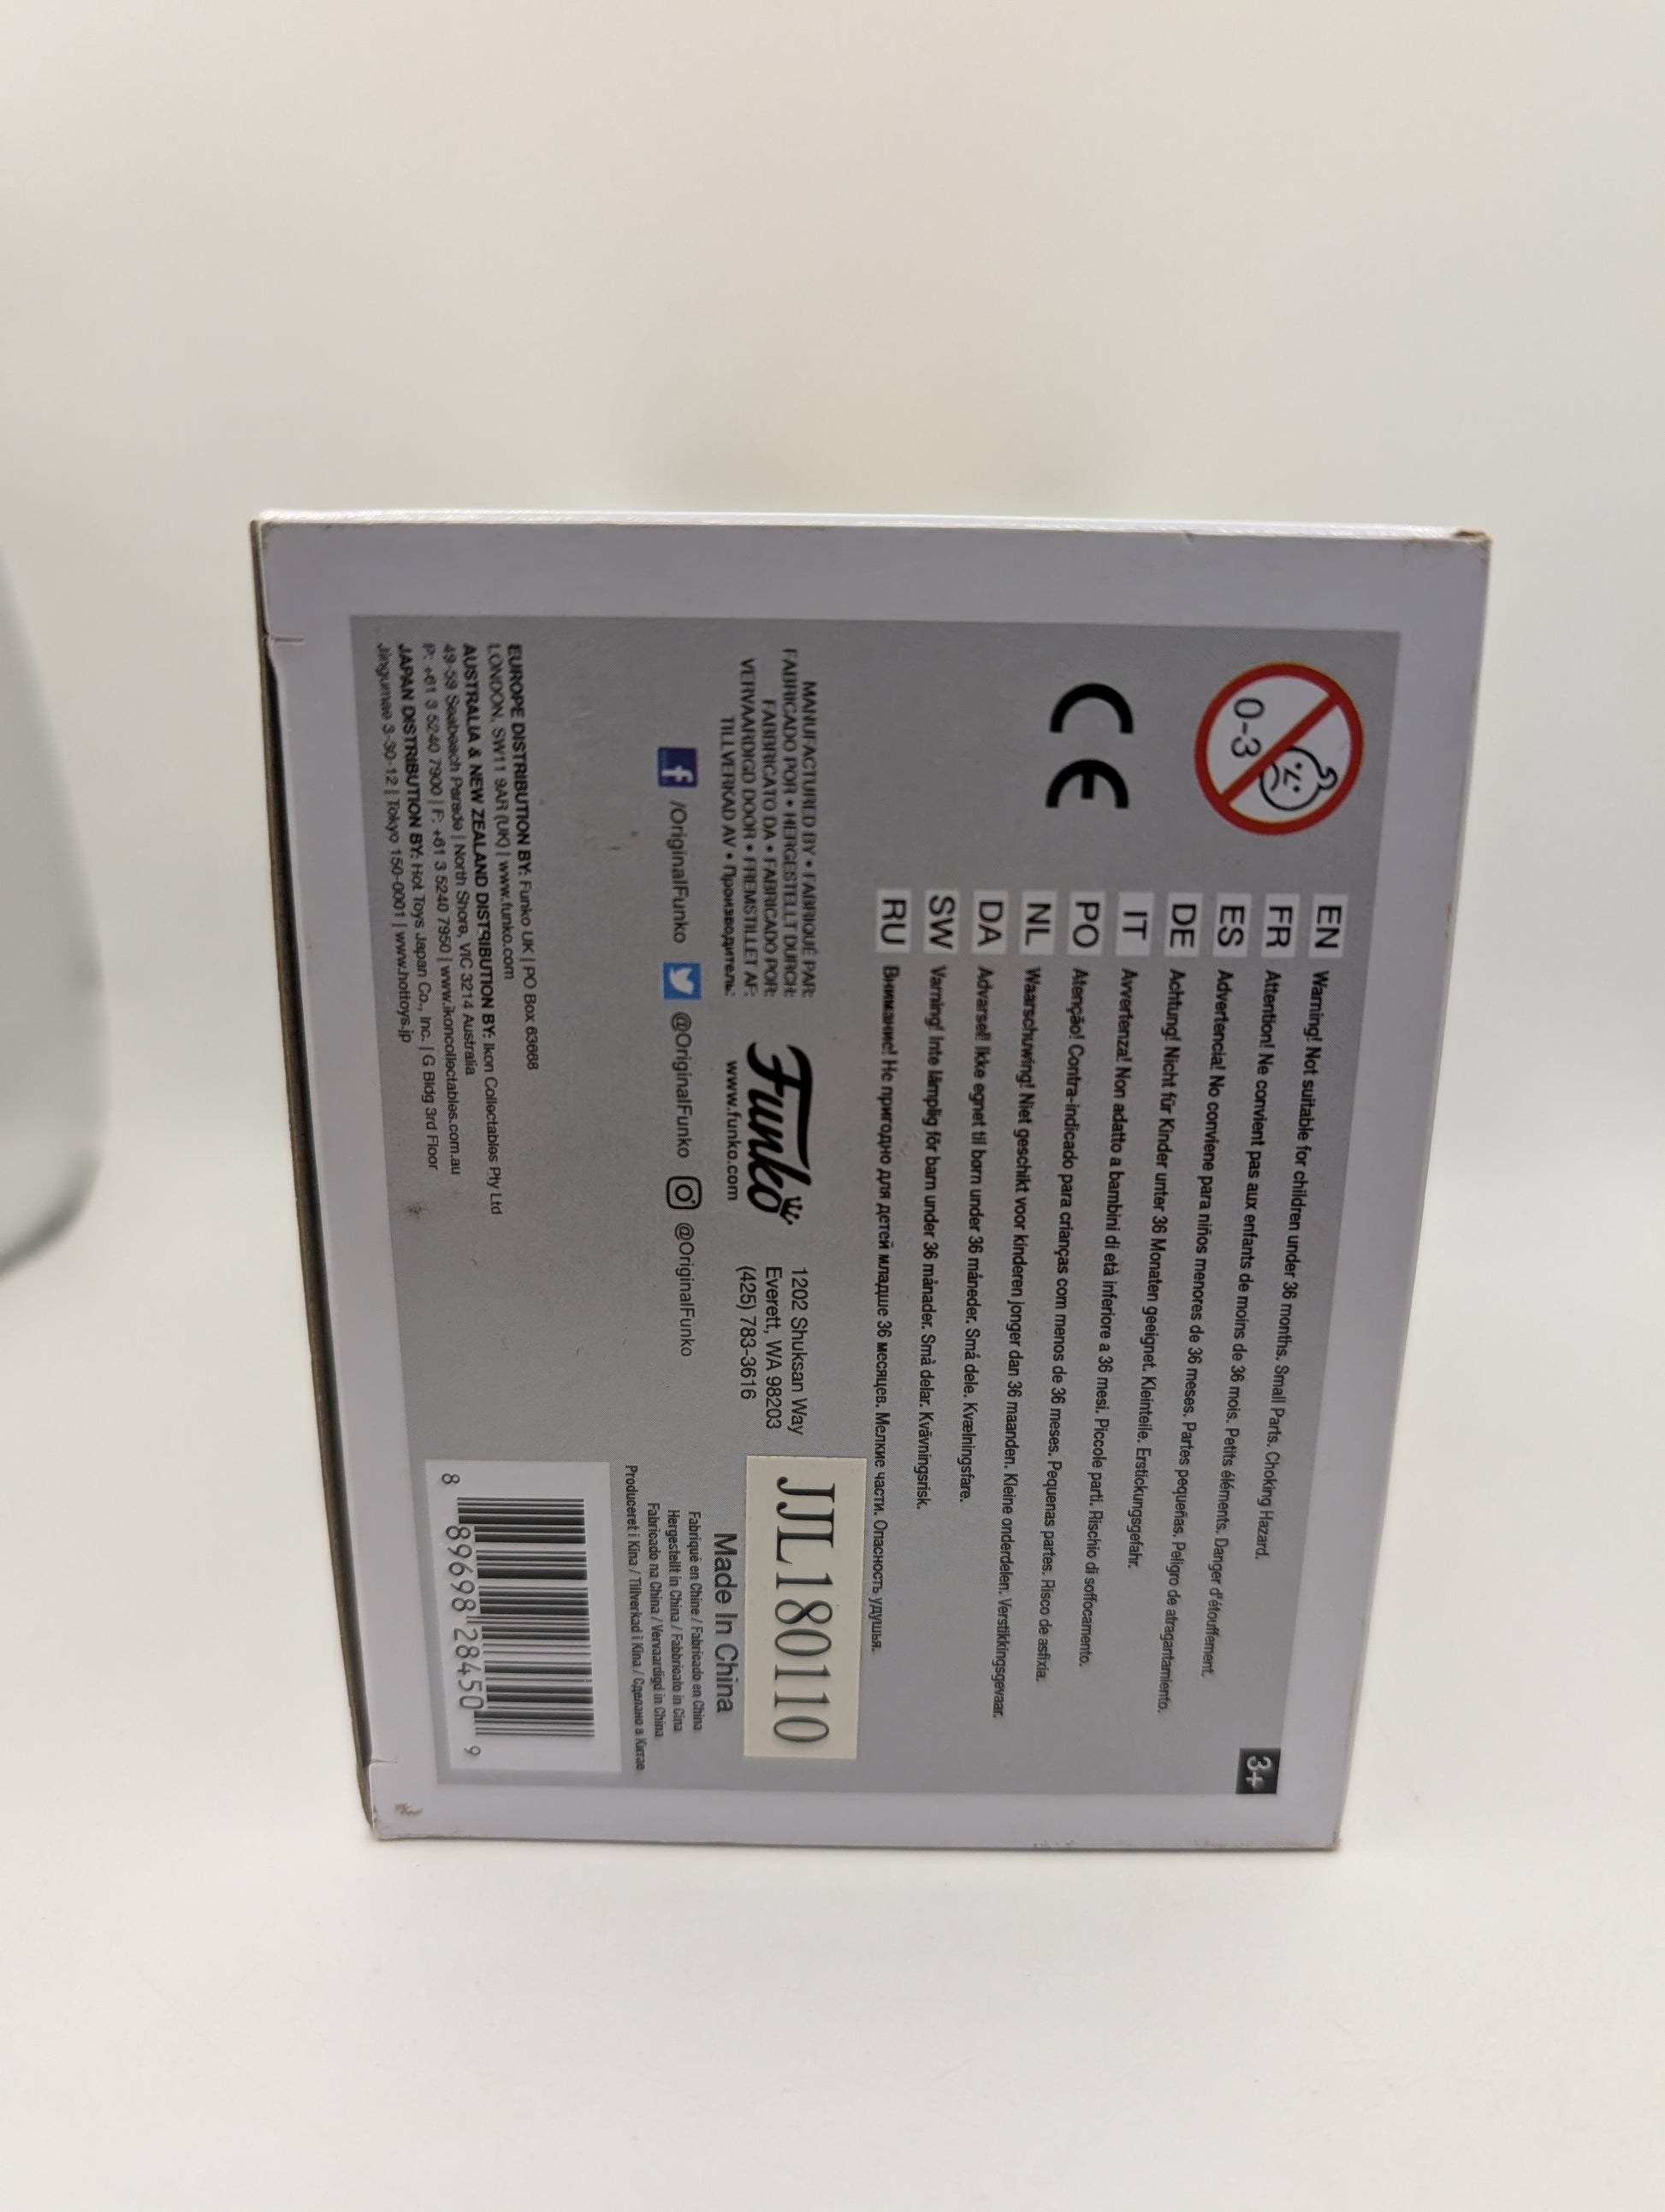 0-3
EN Warning! Not suitable for children under 36 months. Small Parts. Choking Hazard.
FR Attention! Ne convient pas aux enfants de moins de 36 mois. Petits éléments. Danger d'étouffement.
ES Advertencia! No conviene para niños menores de 36 meses. Partes pequeñas. Peligro de atragantamiento.
DE Achtung! Nicht für Kinder unter 36 Monaten geeignet. Kleinteile. Erstickungsgefahr.
IT Avvertenza! Non adatto a bambini di età inferiore a 36 mesi. Piccole parti. Rischio di soffocamento.
PO Atenção! Contra-indicado para crianças com menos de 36 meses. Pequenas partes. Risco de asfixia.
NL Waarschuwing! Niet geschikt voor kinderen jonger dan 36 maanden. Kleine onderdelen. Verstikkingsgevaar.
DA Advarsel! Ikke egnet til børn under 36 måneder. Små dele. Kvælningsfare.
SW Varning! Inte lämplig för barn under 36 månader. Små delar. Kvävningsrisk.
RU Внимание! Не пригодно для детей младше 36 месяцев. Мелкие части. Опасность удушья.
3+
CE
MANUFACTURED BY • FABRIQUÉ PAR:
FABRICADO POR • HERGESTELLT DURCH:
FABBRICATO DA • FABRICADO POR:
VERVAARDIGD DOOR • FREMSTILLET AF:
TILLVERKAD AV • Производитель:
Funko
www.funko.com
1202 Shuksan Way
Everett, WA 98203
(425) 783-3616
JJL180110
Made In China
Fabriqué en Chine / Fabricado en China
Hergestellt in China / Fabbricato in Cina
Fabricado na China / Vervaardigd in China
Produceret i Kina / Tillverkad i Kina / Сделано в Китае
f /OriginalFunko @OriginalFunko @OriginalFunko
EUROPE DISTRIBUTION BY: Funko UK | PO Box 63668
LONDON, SW11 9AR (UK) | www.funko.com
AUSTRALIA & NEW ZEALAND DISTRIBUTION BY: Ikon Collectables Pty Ltd
49-59 Seabeach Parade | North Shore, VIC 3214 Australia
P: +61 3 5240 7900 | F: +61 3 5240 7950 | www.ikoncollectables.com.au
JAPAN DISTRIBUTION BY: Hot Toys Japan Co., Inc. | G Bldg 3rd Floor
Jingumae 3-30-12 | Tokyo 150-0001 | www.hottoys.jp
8 89698 28450 9